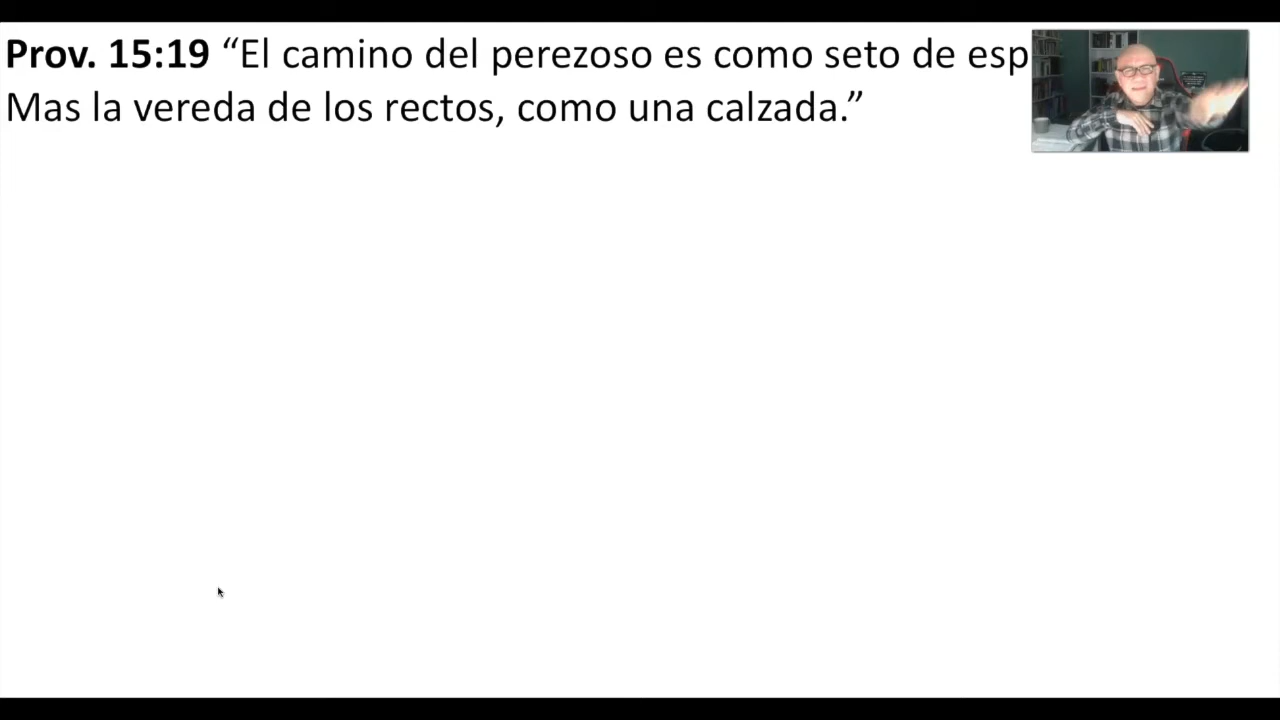 Prov. 15:19 “El camino del perezoso es como seto de esp
Mas la vereda de los rectos, como una calzada.”